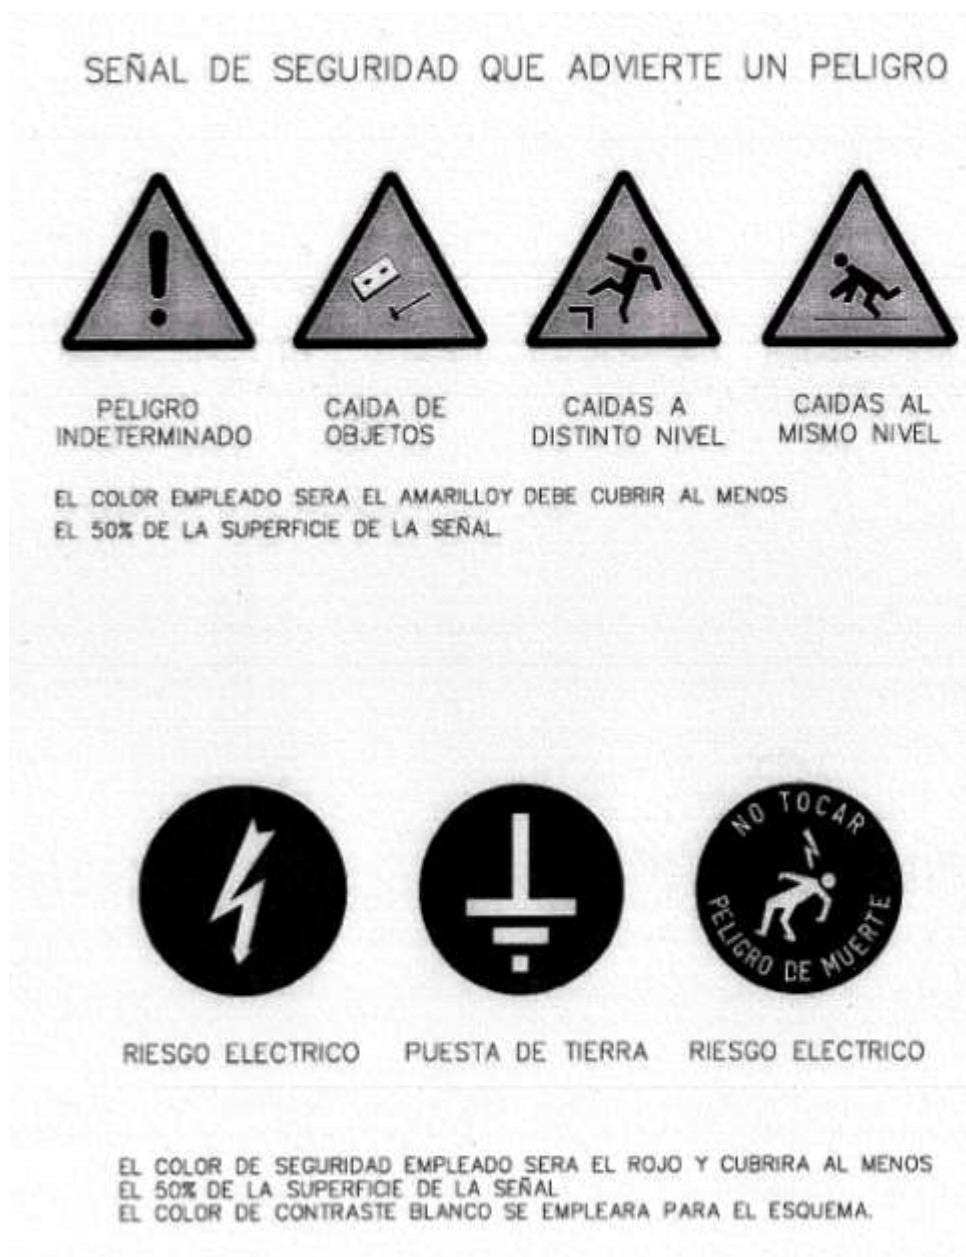 SEÑAL DE SEGURIDAD QUE ADVIERTE UN PELIGRO
PELIGRO
INDETERMINADO
CAIDA DE
OBJETOS
CAIDAS A
DISTINTO NIVEL
CAIDAS AL
MISMO NIVEL
EL COLOR EMPLEADO SERA EL AMARILLOY DEBE CUBRIR AL MENOS
EL 50% DE LA SUPERFICIE DE LA SEÑAL.
NO TOCAR
PELIGRO DE MUERTE
RIESGO ELECTRICO
PUESTA DE TIERRA
RIESGO ELECTRICO
EL COLOR DE SEGURIDAD EMPLEADO SERA EL ROJO Y CUBRIRA AL MENOS
EL 50% DE LA SUPERFICIE DE LA SEÑAL
EL COLOR DE CONTRASTE BLANCO SE EMPLEARA PARA EL ESQUEMA.